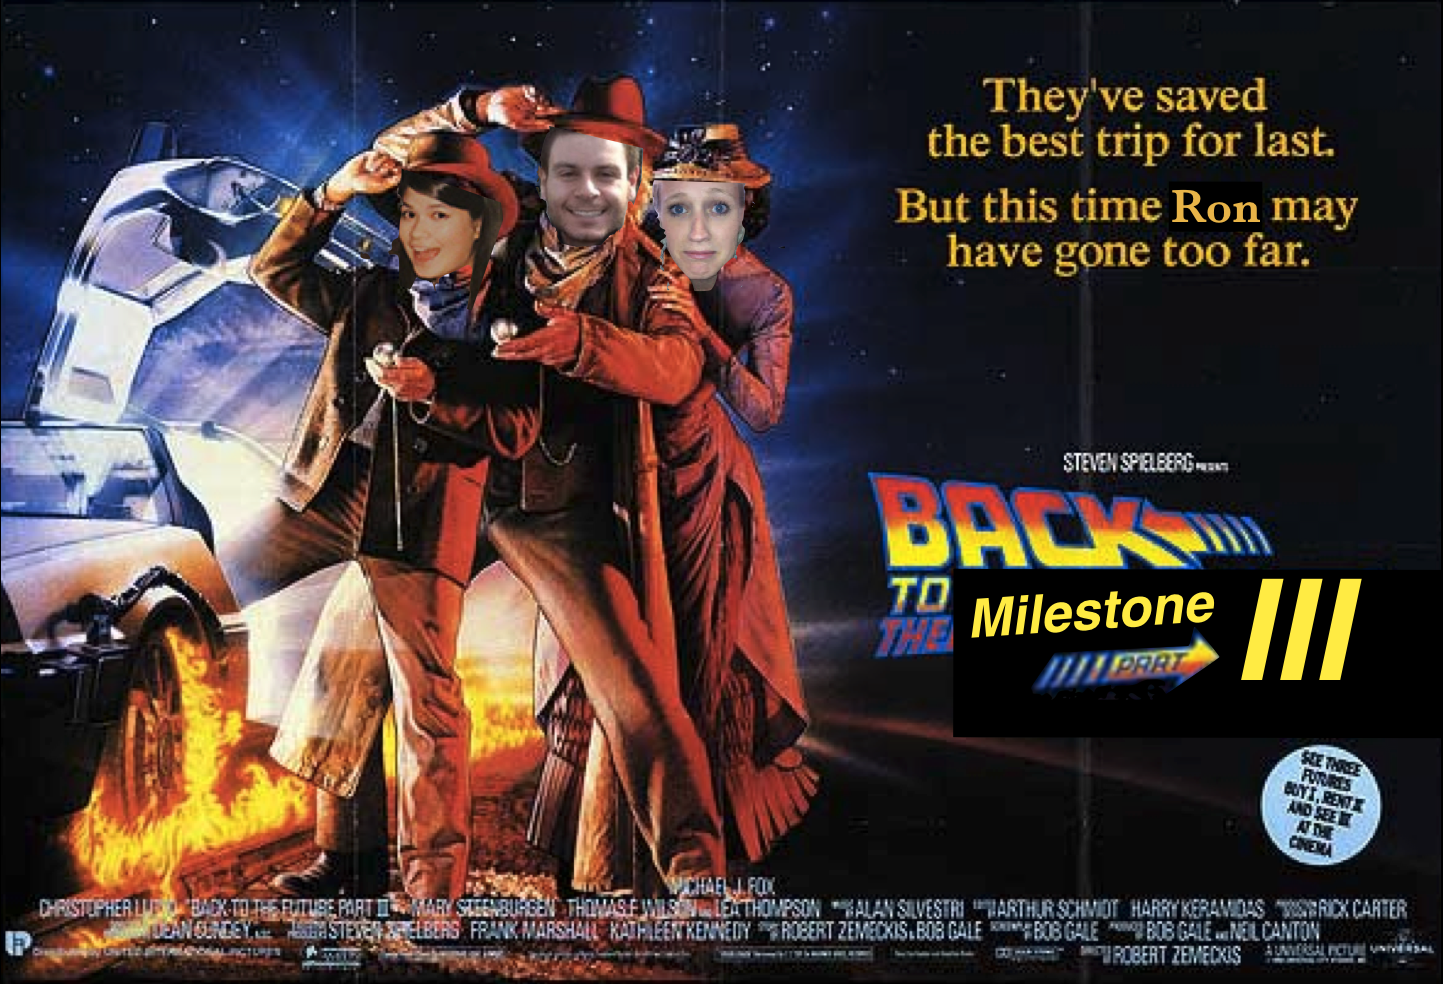 They've saved
the best trip for last.
But this time Ron may
have gone too far.
STEVEN SPIELBERG PRESENTS
BACK
TO
THE
Milestone III
PART
SEE THREE
FUTURES
BUY I, RENT II
AND SEE III
AT THE
CINEMA
MICHAEL J. FOX
CHRISTOPHER "BACK TO THE FUTURE PART III" MARY STEENBURGEN THOMAS F. WILSON LEA THOMPSON ALAN SILVESTRI ARTHUR SCHMIDT HARRY KERAMIDAS RICK CARTER
DEAN CUNDEY STEVEN SPIELBERG FRANK MARSHALL KATHLEEN KENNEDY ROBERT ZEMECKIS & BOB GALE BOB GALE BOB GALE AND NEIL CANTON
ROBERT ZEMECKIS A UNIVERSAL PICTURE UNIVERSAL